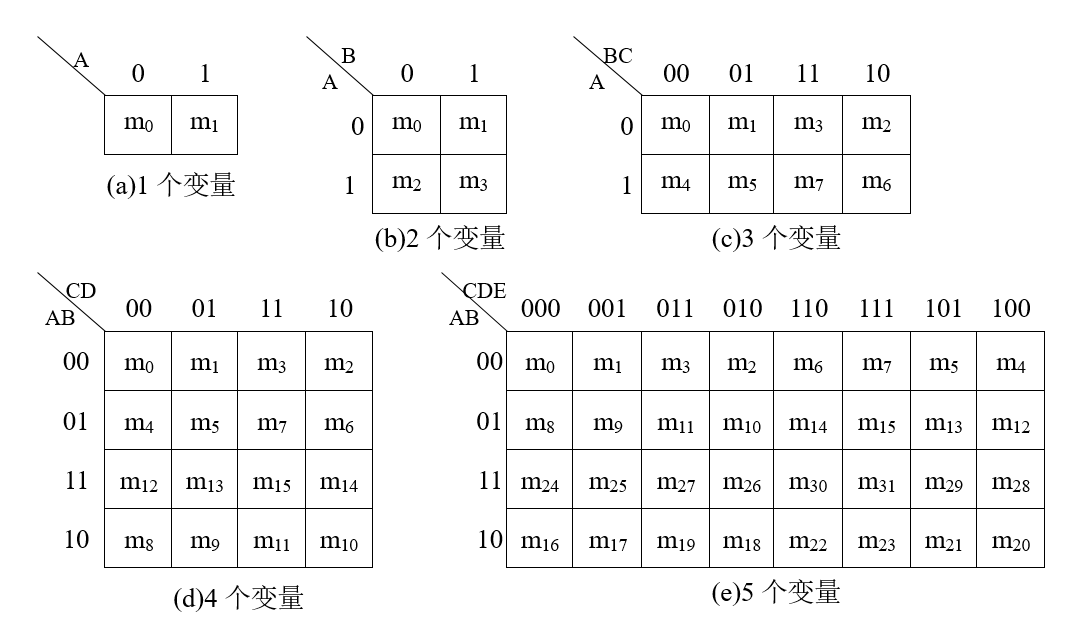 A 0 1
m0 m1
(a)1 个变量
B
A 0 1
0 m0 m1
1 m2 m3
(b)2 个变量
BC
A 00 01 11 10
0 m0 m1 m3 m2
1 m4 m5 m7 m6
(c)3 个变量
CD
AB 00 01 11 10
00 m0 m1 m3 m2
01 m4 m5 m7 m6
11 m12 m13 m15 m14
10 m8 m9 m11 m10
(d)4 个变量
CDE
AB 000 001 011 010 110 111 101 100
00 m0 m1 m3 m2 m6 m7 m5 m4
01 m8 m9 m11 m10 m14 m15 m13 m12
11 m24 m25 m27 m26 m30 m31 m29 m28
10 m16 m17 m19 m18 m22 m23 m21 m20
(e)5 个变量